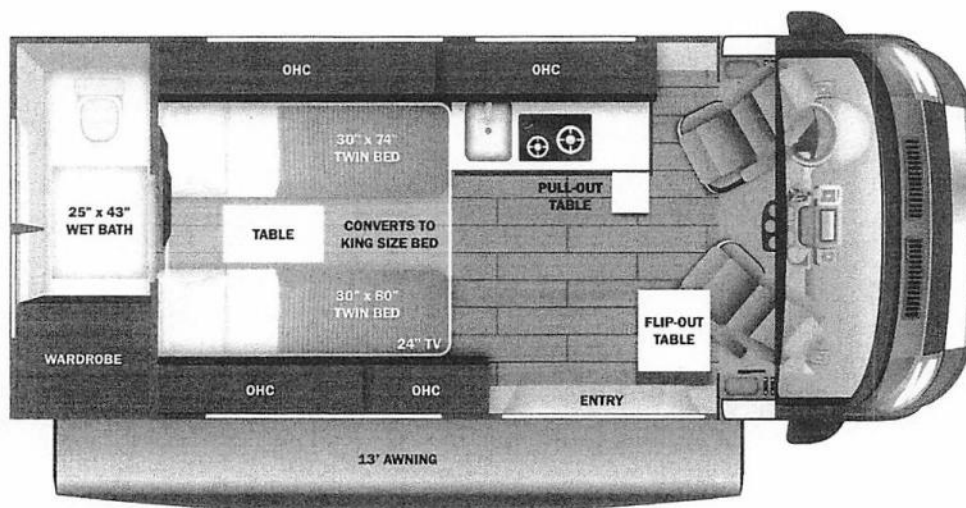 OHC
OHC
30" x 74"
TWIN BED
PULL-OUT
TABLE
25" x 43"
WET BATH
TABLE
CONVERTS TO
KING SIZE BED
30" x 80"
TWIN BED
24" TV
FLIP-OUT
TABLE
WARDROBE
OHC
OHC
ENTRY
13' AWNING